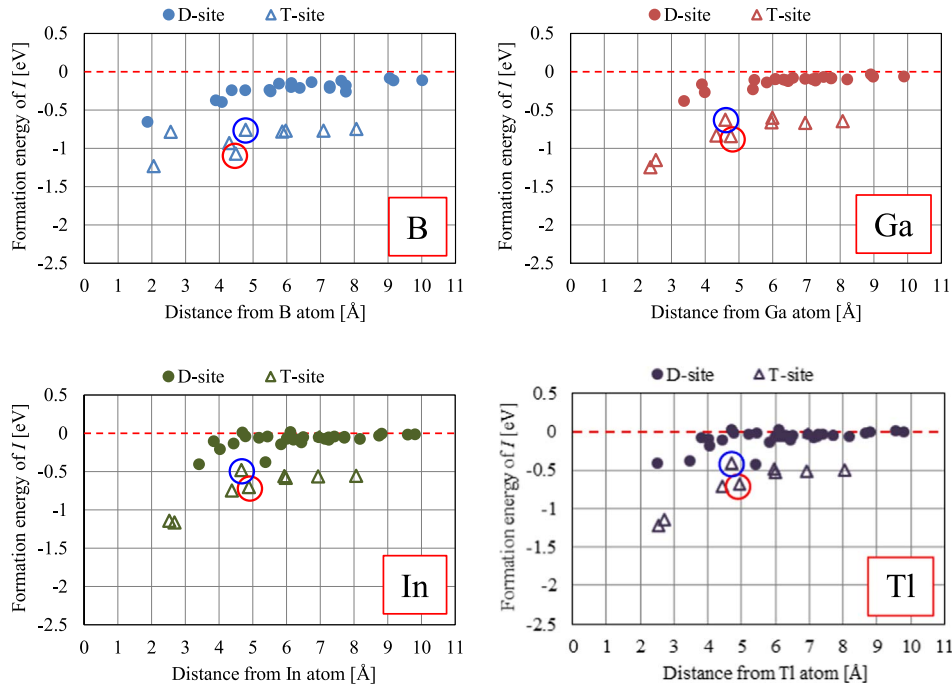 D-site T-site
Formation energy of I [eV]
0.5
0
-0.5
-1
-1.5
-2
-2.5
B
0 1 2 3 4 5 6 7 8 9 10 11
Distance from B atom [Å]
D-site T-site
Formation energy of I [eV]
0.5
0
-0.5
-1
-1.5
-2
-2.5
Ga
0 1 2 3 4 5 6 7 8 9 10 11
Distance from Ga atom [Å]
D-site T-site
Formation energy of I [eV]
0.5
0
-0.5
-1
-1.5
-2
-2.5
In
0 1 2 3 4 5 6 7 8 9 10 11
Distance from In atom [Å]
D-site T-site
Formation energy of I [eV]
0.5
0
-0.5
-1
-1.5
-2
-2.5
Tl
0 1 2 3 4 5 6 7 8 9 10 11
Distance from Tl atom [Å]